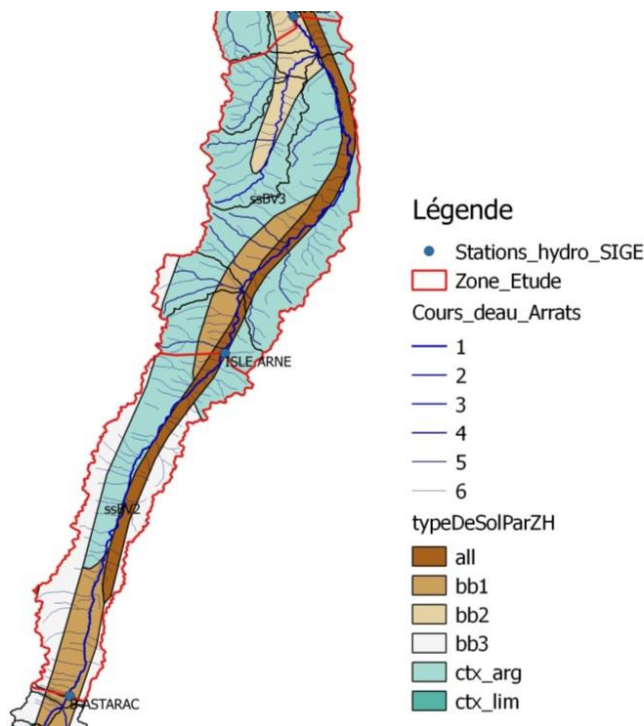 ssBV3
ISLE ARNE
ssBV2
ASTARAC
Légende
Stations_hydro_SIGE
Zone_Etude
Cours_deau_Arrats
1
2
3
4
5
6
typeDeSolParZH
all
bb1
bb2
bb3
ctx_arg
ctx_lim